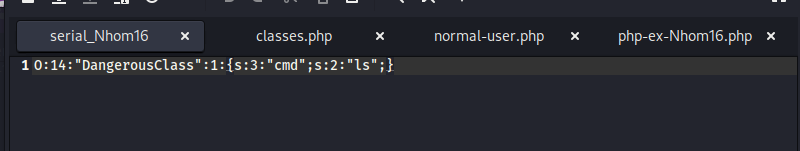 serial_Nhom16 × classes.php × normal-user.php × php-ex-Nhom16.php ×
1 O:14:"DangerousClass":1:{s:3:"cmd";s:2:"ls";}